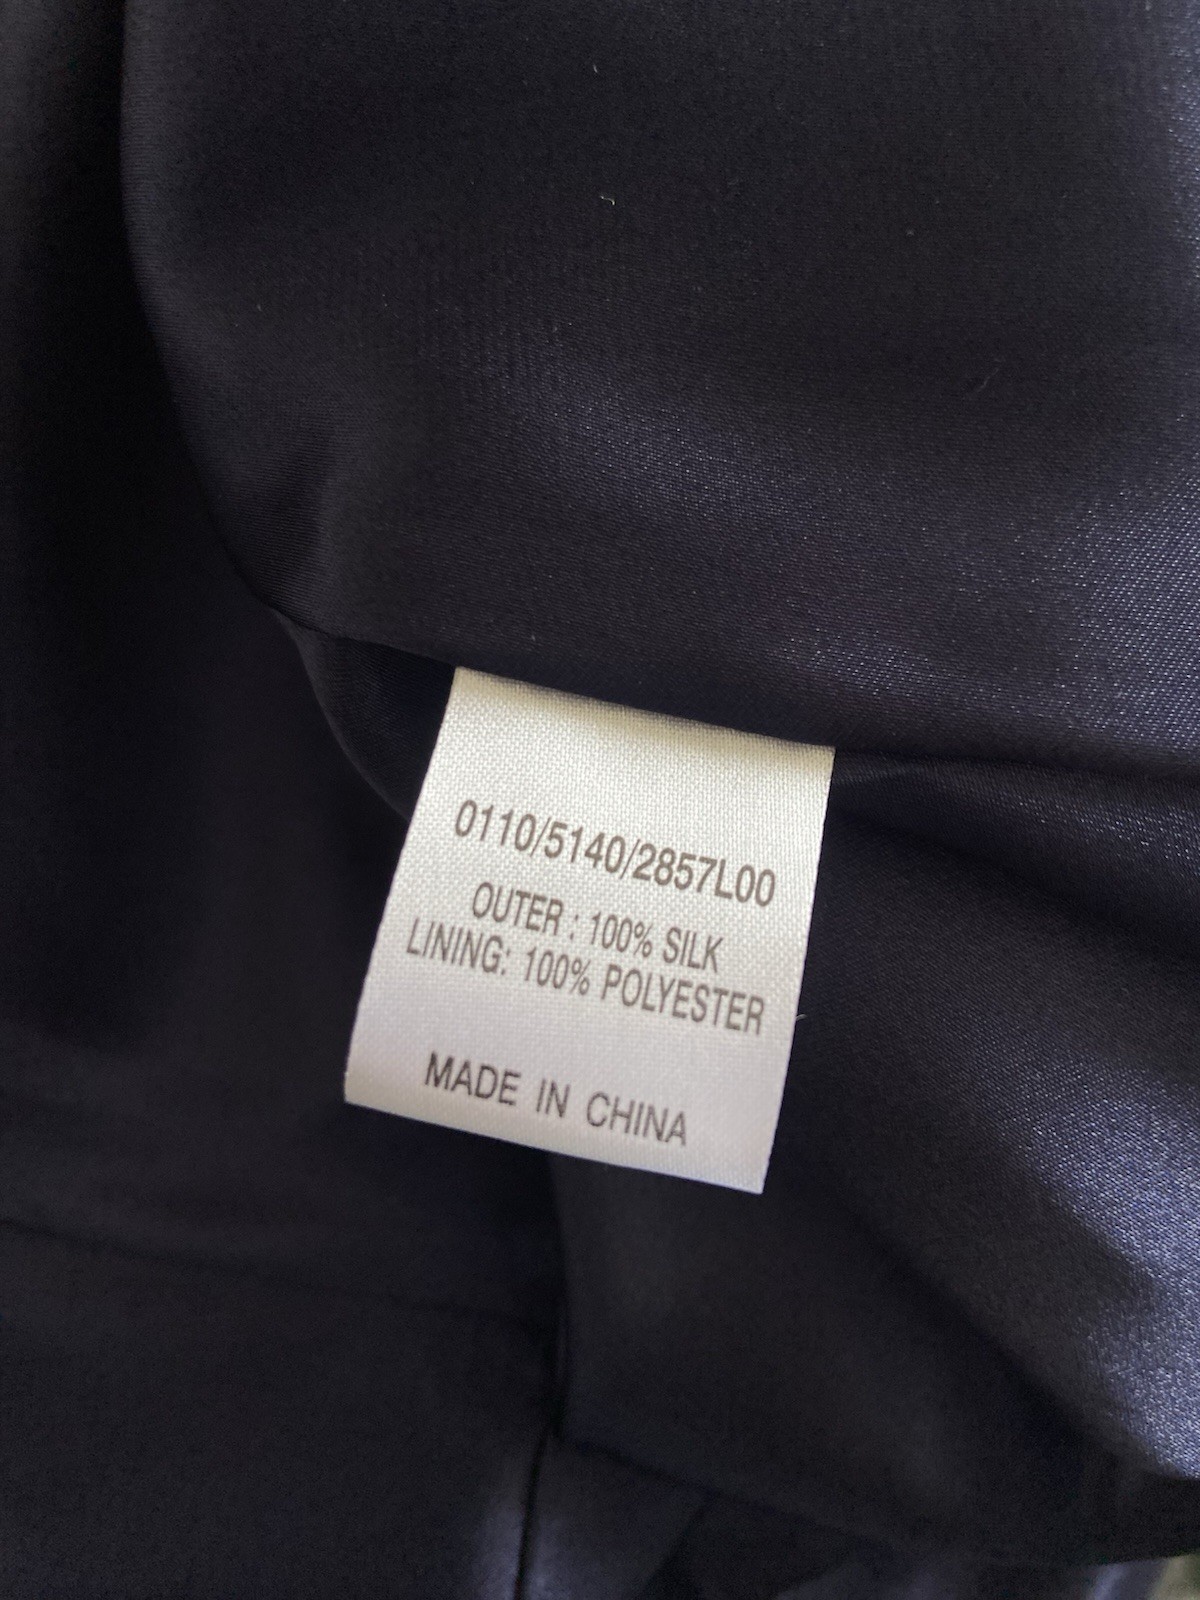 0110/5140/2857L00
OUTER : 100% SILK
LINING: 100% POLYESTER
MADE IN CHINA